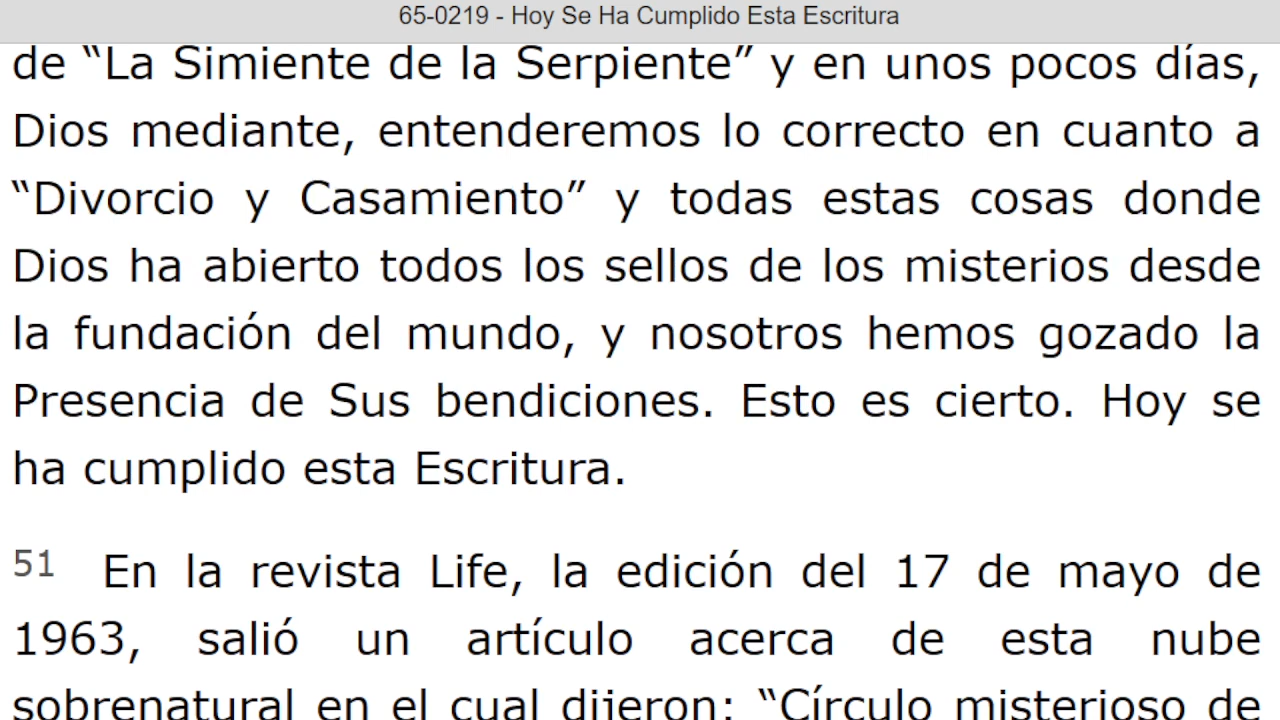 65-0219 - Hoy Se Ha Cumplido Esta Escritura
de “La Simiente de la Serpiente” y en unos pocos días,
Dios mediante, entenderemos lo correcto en cuanto a
“Divorcio y Casamiento” y todas estas cosas donde
Dios ha abierto todos los sellos de los misterios desde
la fundación del mundo, y nosotros hemos gozado la
Presencia de Sus bendiciones. Esto es cierto. Hoy se
ha cumplido esta Escritura.
51 En la revista Life, la edición del 17 de mayo de
1963, salió un artículo acerca de esta nube
sobrenatural en el cual dijeron: “Círculo misterioso de